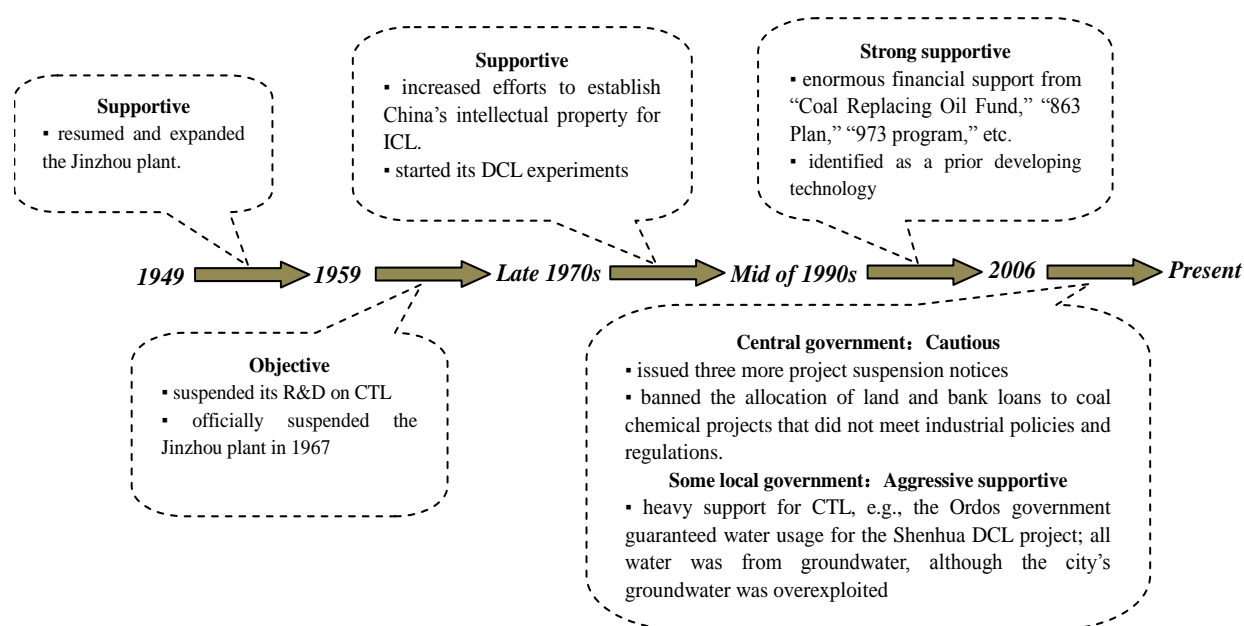 Supportive
▪ resumed and expanded
the Jinzhou plant.
Supportive
▪ increased efforts to establish
China's intellectual property for
ICL.
▪ started its DCL experiments
Strong supportive
▪ enormous financial support from
“Coal Replacing Oil Fund,” “863
Plan,” “973 program,” etc.
▪ identified as a prior developing
technology
1949
1959
Late 1970s
Mid of 1990s
2006
Present
Objective
▪ suspended its R&D on CTL
▪ officially suspended the
Jinzhou plant in 1967
Central government：Cautious
▪ issued three more project suspension notices
▪ banned the allocation of land and bank loans to coal
chemical projects that did not meet industrial policies and
regulations.
Some local government：Aggressive supportive
▪ heavy support for CTL, e.g., the Ordos government
guaranteed water usage for the Shenhua DCL project; all
water was from groundwater, although the city's
groundwater was overexploited